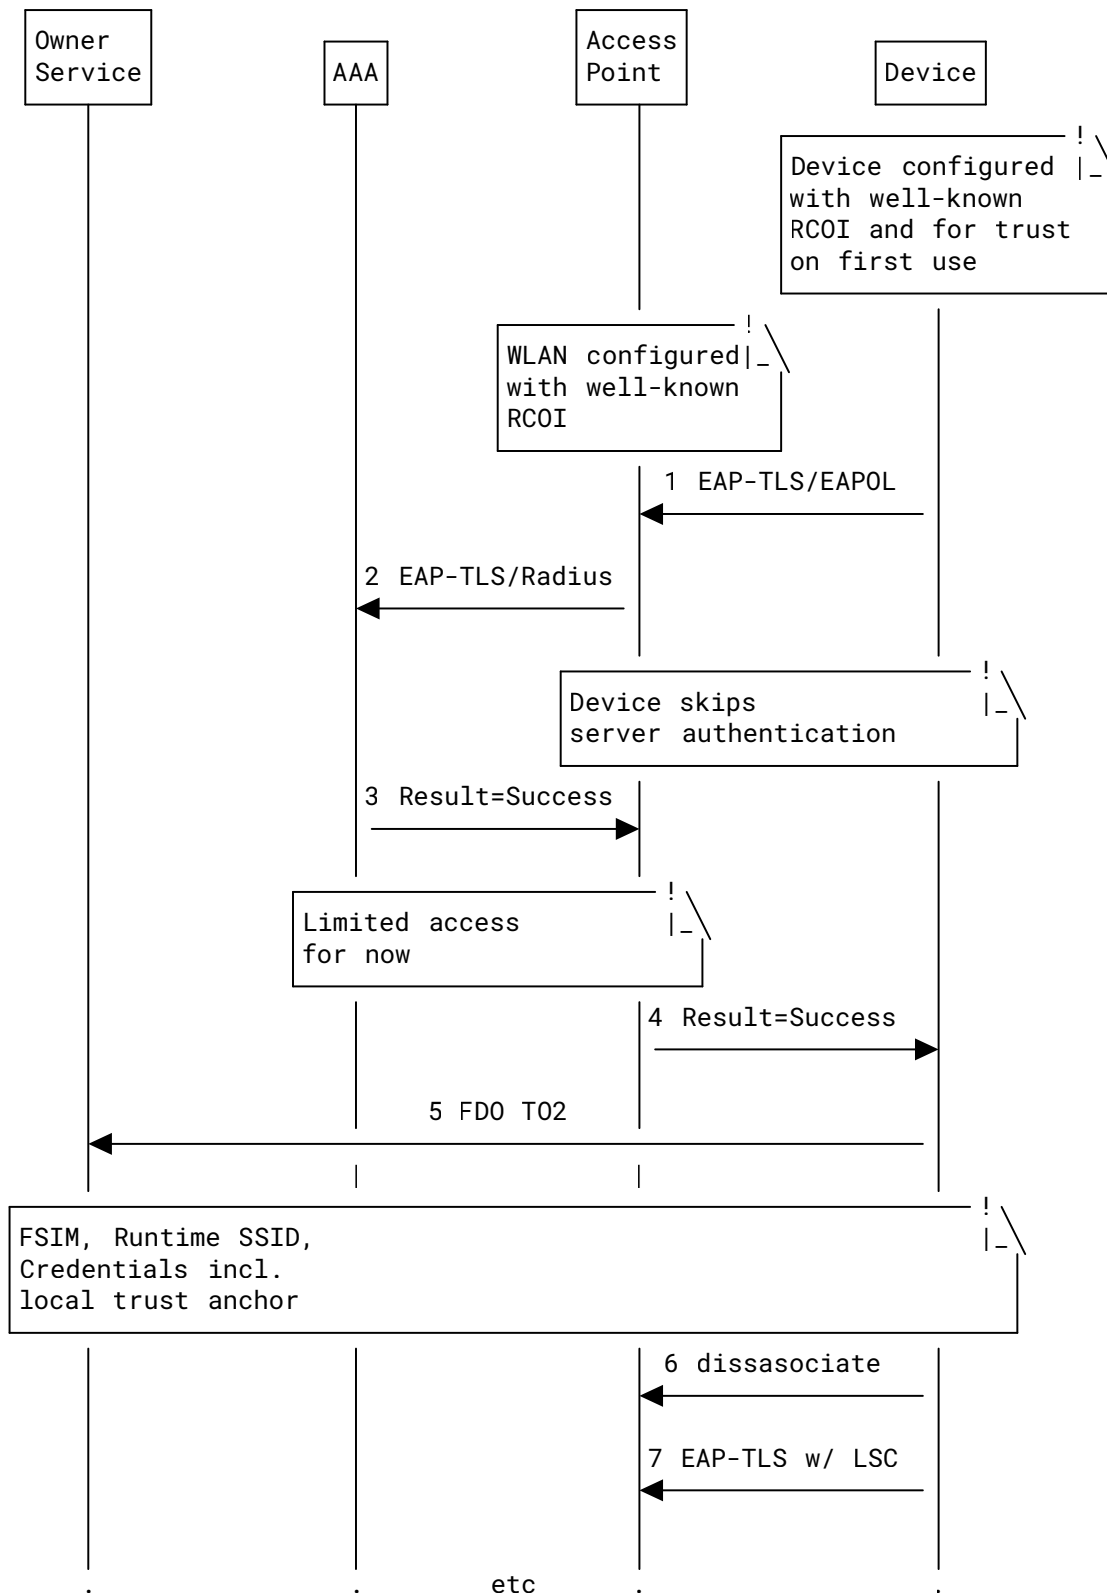 Owner
Service
AAA
Access
Point
Device
Device configured
with well-known
RCOI and for trust
on first use
WLAN configured
with well-known
RCOI
1 EAP-TLS/EAPOL
2 EAP-TLS/Radius
Device skips
server authentication
3 Result=Success
Limited access
for now
4 Result=Success
5 FDO TO2
FSIM, Runtime SSID,
Credentials incl.
local trust anchor
6 dissasociate
7 EAP-TLS w/ LSC
. . etc . .